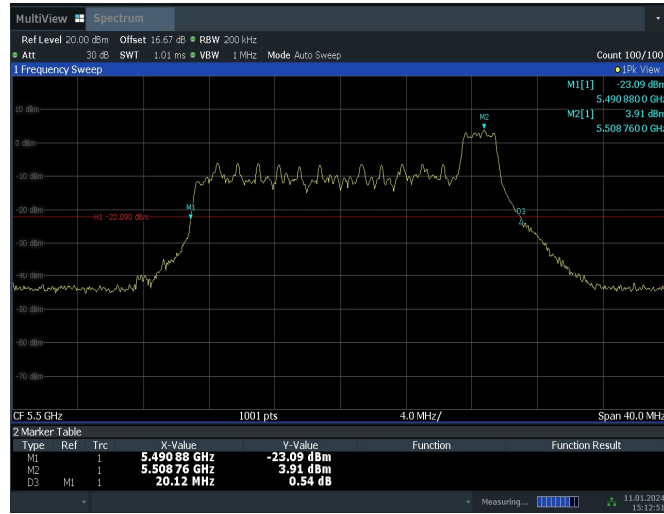 MultiView Spectrum
Ref Level 20.00 dBm Offset 16.67 dB RBW 200 kHz
Att 30 dB SWT 1.01 ms VBW 1 MHz Mode Auto Sweep Count 100/100
1 Frequency Sweep 1Pk View
M1[1] -23.09 dBm
5.4908800 GHz
M2[1] 3.91 dBm
5.5087600 GHz
10 dBm
M2
0 dBm
-10 dBm
-20 dBm
M1
D3
H1 -22.090 dBm
-30 dBm
-40 dBm
-50 dBm
-60 dBm
-70 dBm
CF 5.5 GHz 1001 pts 4.0 MHz/ Span 40.0 MHz
2 Marker Table
Type Ref Trc X-Value Y-Value Function Function Result
M1 1 5.490 88 GHz -23.09 dBm
M2 1 5.508 76 GHz 3.91 dBm
D3 M1 1 20.12 MHz 0.54 dB
Measuring... 11.01.2024
15:12:51